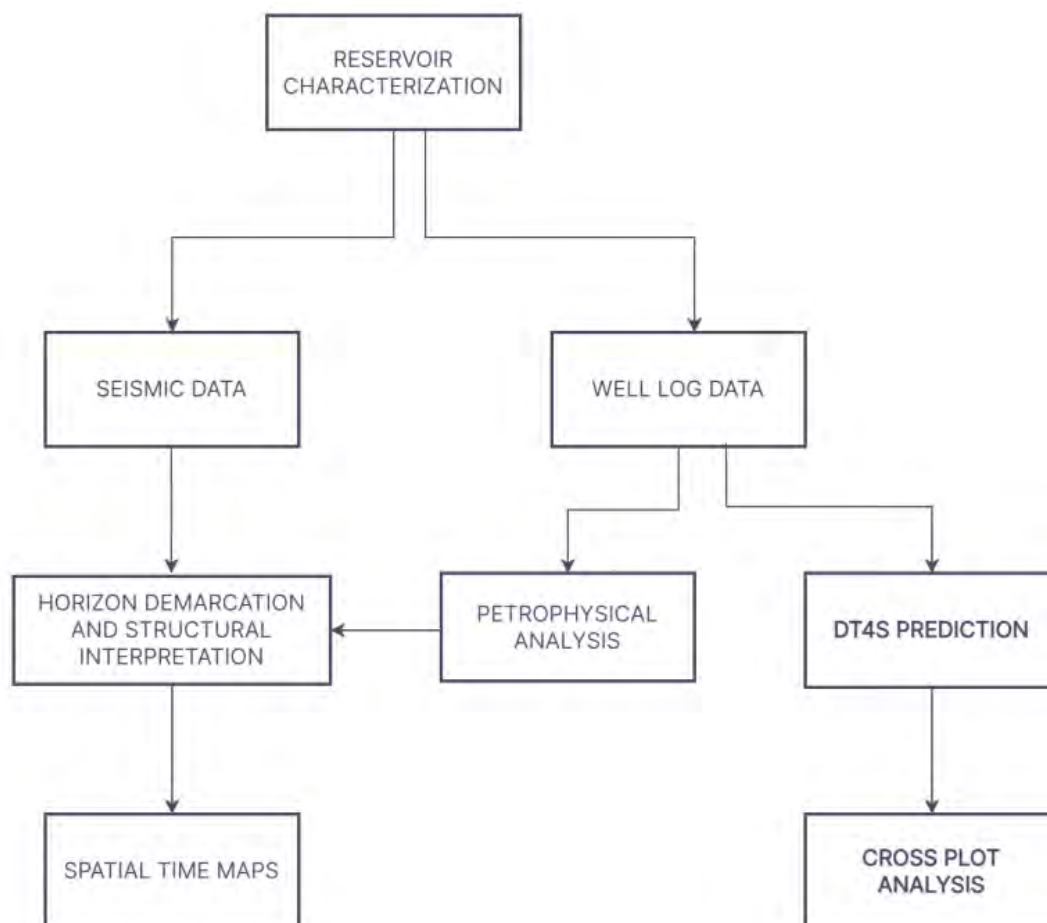 RESERVOIR
CHARACTERIZATION
SEISMIC DATA
WELL LOG DATA
HORIZON DEMARCATION
AND STRUCTURAL
INTERPRETATION
PETROPHYSICAL
ANALYSIS
DT4S PREDICTION
SPATIAL TIME MAPS
CROSS PLOT
ANALYSIS